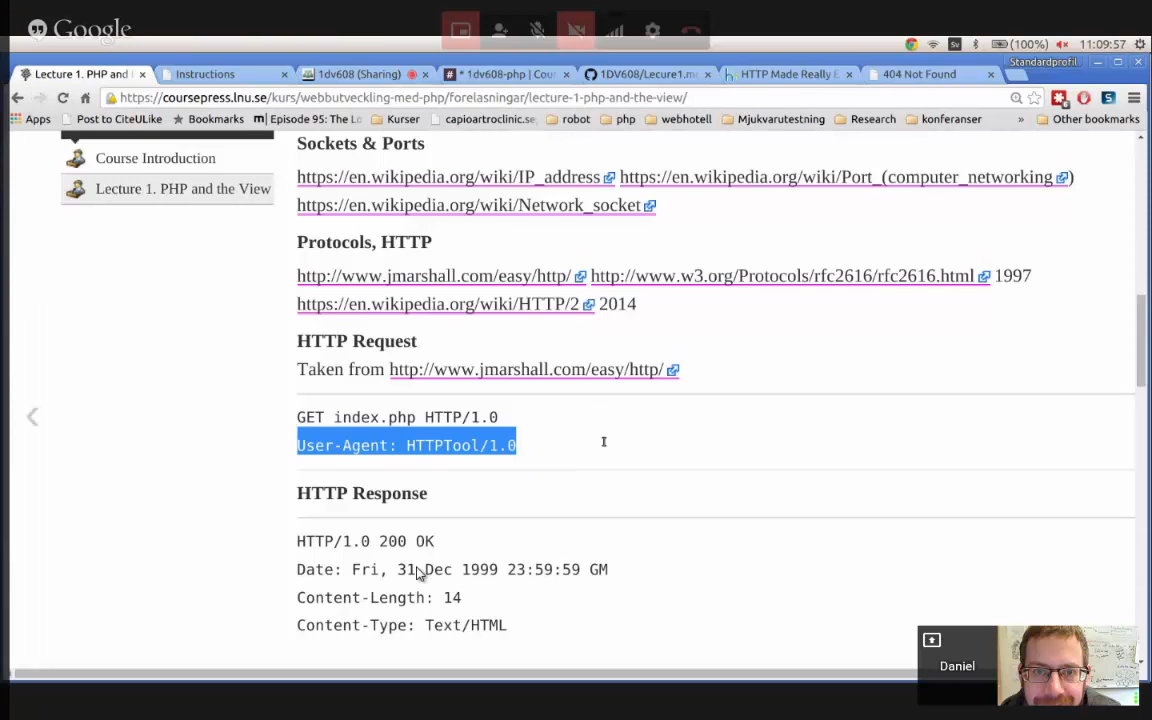 Google
(100%) 11:09:57
Lecture 1. PHP and
Instructions
1dv608 (Sharing)
* 1dv608-php | Cou
1DV608/Lecure1.m
HTTP Made Really E
404 Not Found
Standardprofil
https://coursepress.lnu.se/kurs/webbutveckling-med-php/forelasningar/lecture-1-php-and-the-view/
Apps Post to CiteULike Bookmarks Episode 95: The Lo Kurser capioartroclinic.se robot php webhotell Mjukvarutestning Research konferanser » Other bookmarks
Course Introduction
Lecture 1. PHP and the View
Sockets & Ports
https://en.wikipedia.org/wiki/IP_address https://en.wikipedia.org/wiki/Port_(computer_networking)
https://en.wikipedia.org/wiki/Network_socket
Protocols, HTTP
http://www.jmarshall.com/easy/http/ http://www.w3.org/Protocols/rfc2616/rfc2616.html 1997
https://en.wikipedia.org/wiki/HTTP/2 2014
HTTP Request
Taken from http://www.jmarshall.com/easy/http/
GET index.php HTTP/1.0
User-Agent: HTTPTool/1.0
HTTP Response
HTTP/1.0 200 OK
Date: Fri, 31 Dec 1999 23:59:59 GM
Content-Length: 14
Content-Type: Text/HTML
Daniel